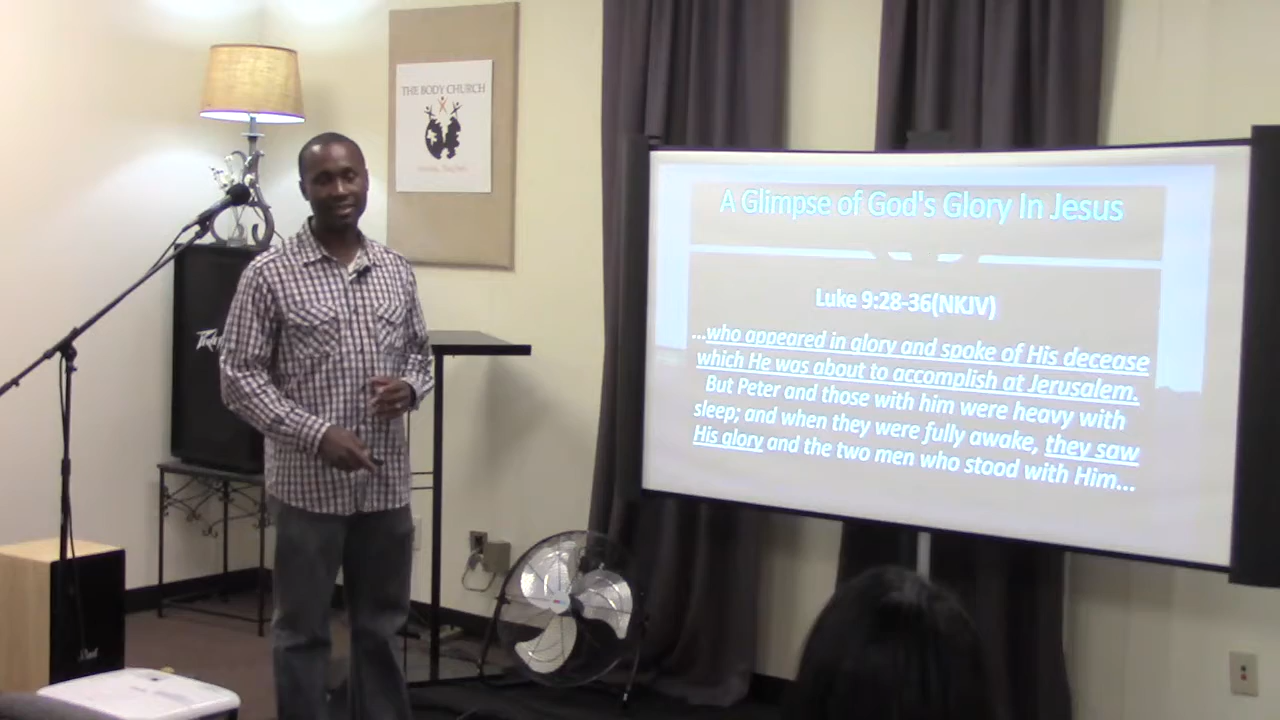 THE BODY CHURCH
A Glimpse of God's Glory In Jesus
Luke 9:28-36(NKJV)
...who appeared in glory and spoke of His decease
which He was about to accomplish at Jerusalem.
But Peter and those with him were heavy with
sleep; and when they were fully awake, they saw
His glory and the two men who stood with Him...